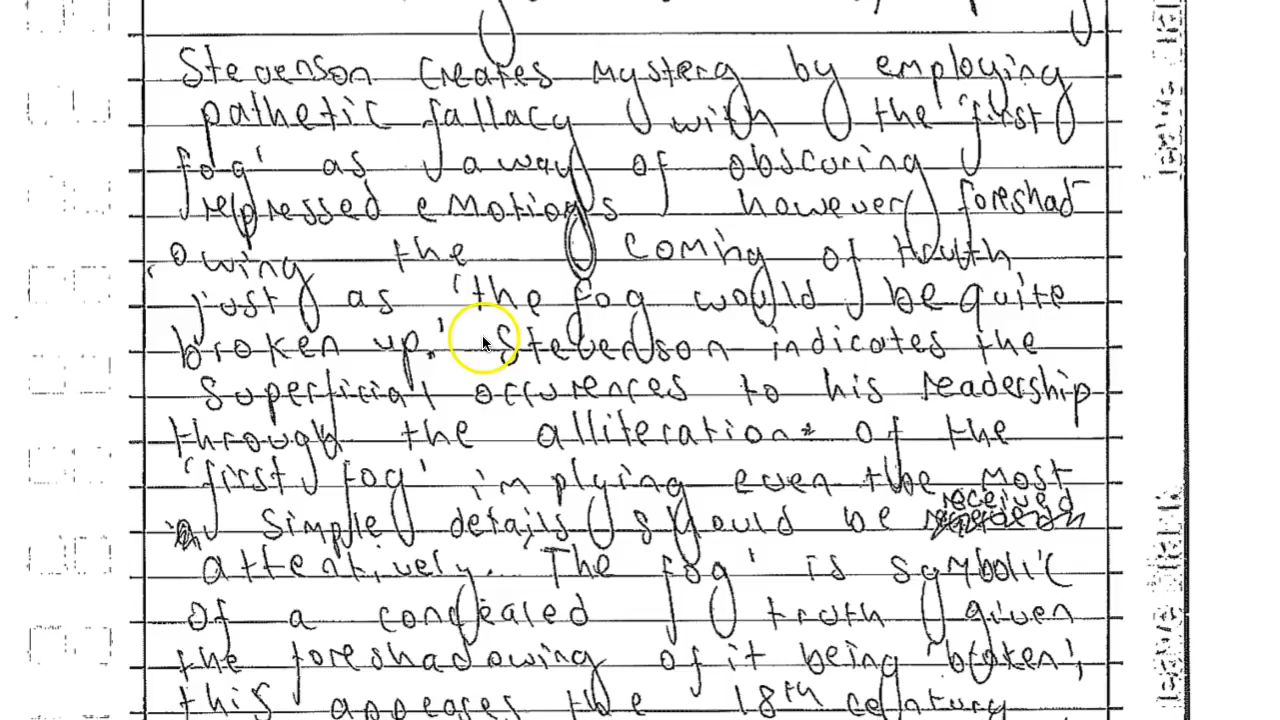 Stevenson creates mystery by employing
pathetic fallacy with the 'first
fog' as a way of obscuring
repressed emotions however foreshad-
owing the coming of truth
just as 'the fog would be quite
broken up.' Stevenson indicates the
superficial occurences to his readership
through the alliteration of the
'first fog' implying even the most
simple details should be received
attentively. 'The fog' is symbolic
of a concealed truth given
the foreshadowing of it being 'broken',
this appeases the 18th century